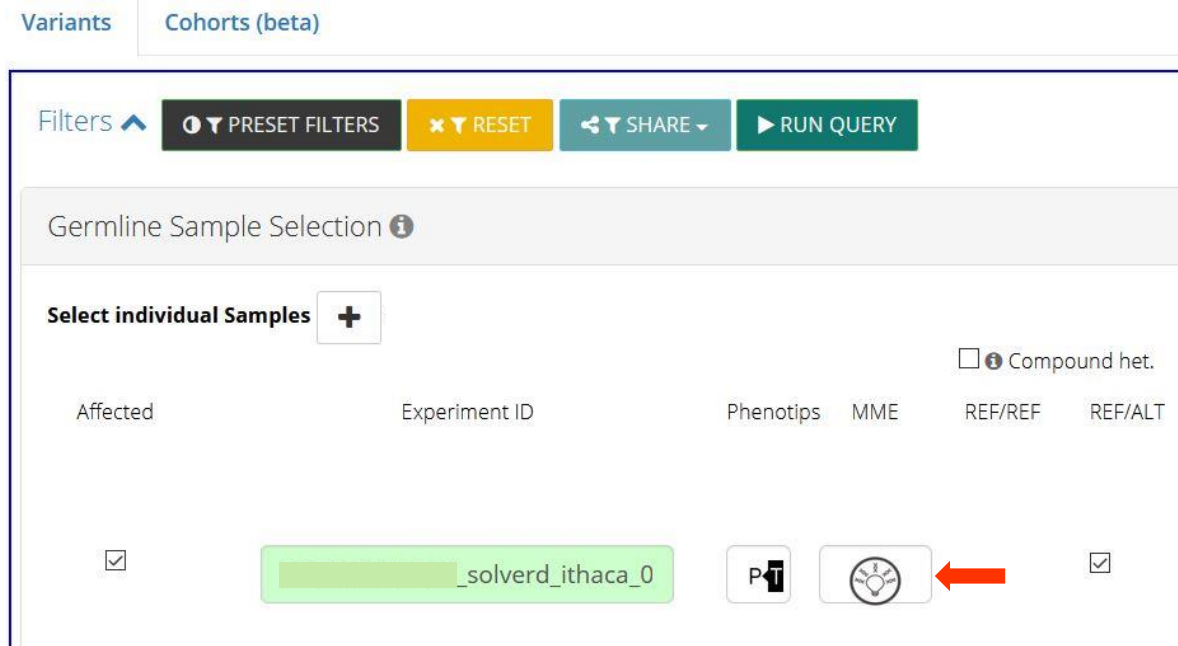 Variants Cohorts (beta)
Filters PRESET FILTERS RESET SHARE RUN QUERY
Germline Sample Selection
Select individual Samples
Compound het.
Affected Experiment ID Phenotips MME REF/REF REF/ALT
_solverd_ithaca_0 PT